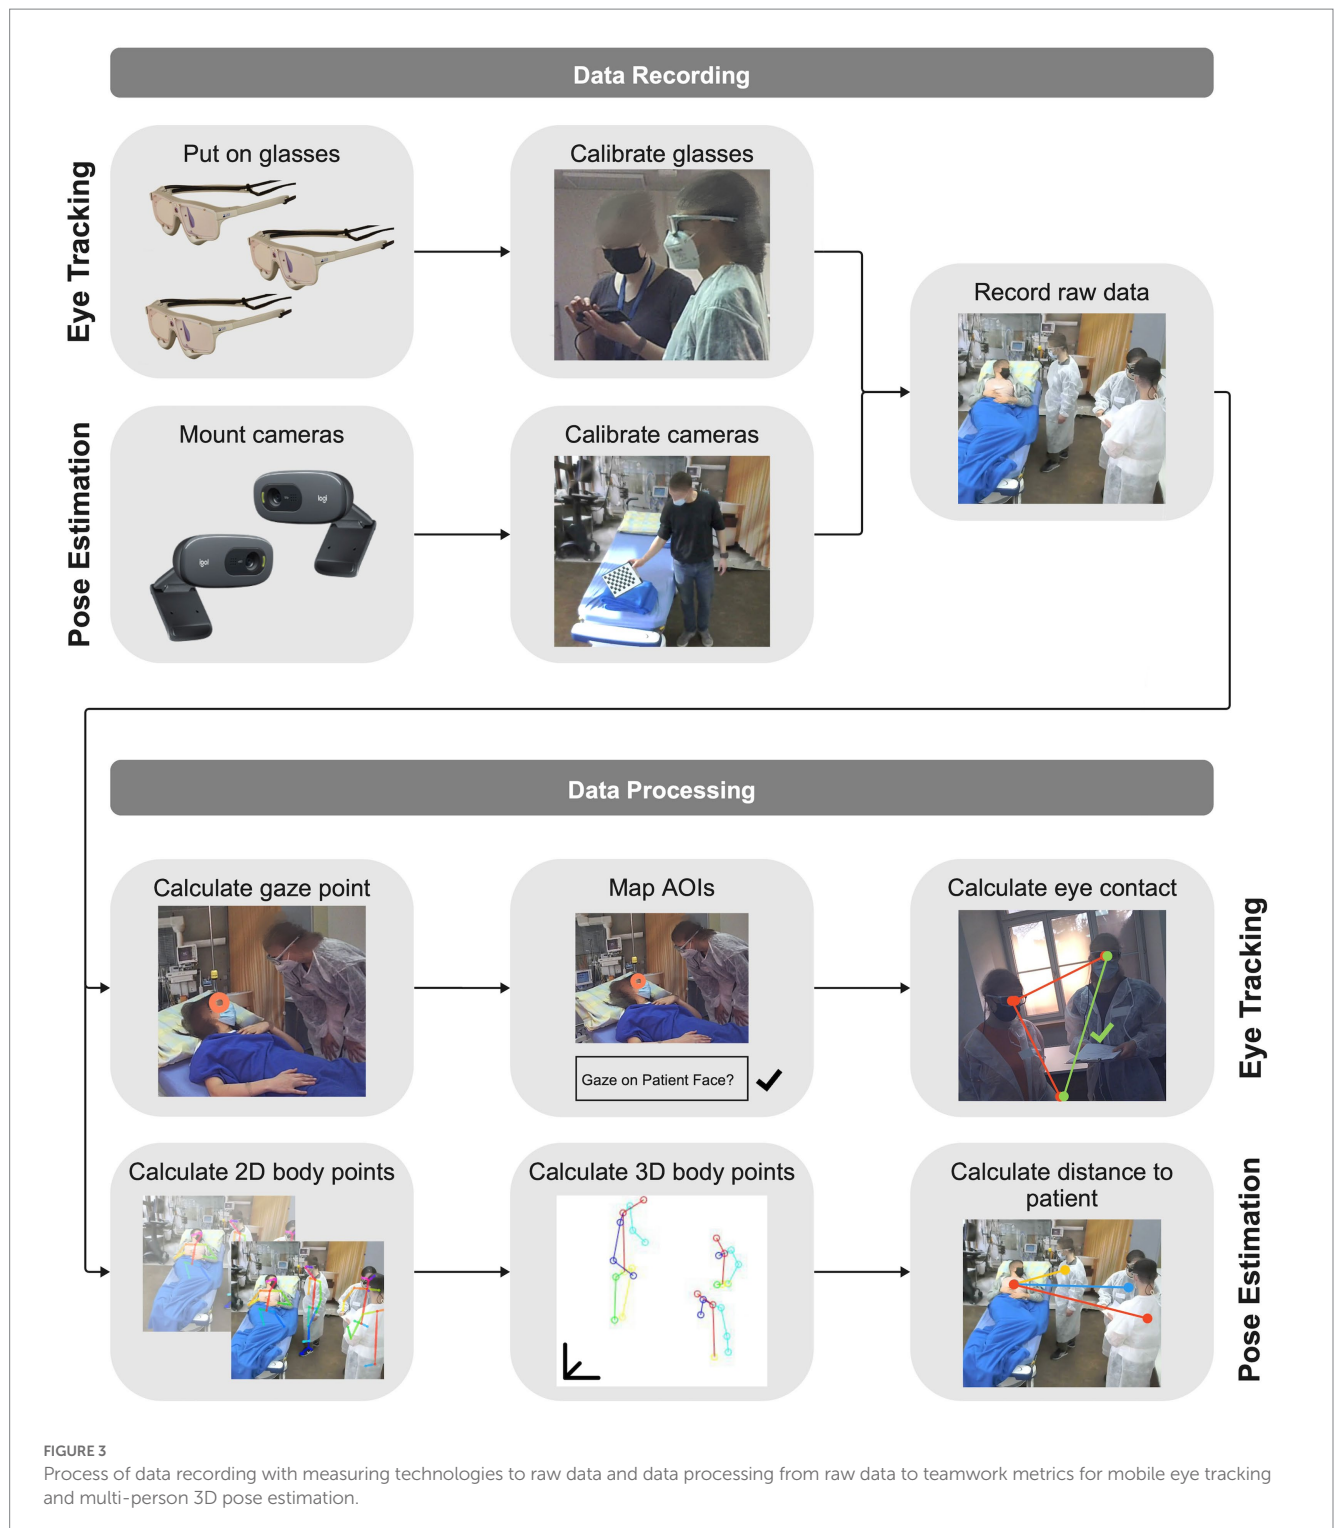 Data Recording
Eye Tracking
Put on glasses
Calibrate glasses
Record raw data
Pose Estimation
Mount cameras
logi
logi
Calibrate cameras
Data Processing
Calculate gaze point
Map AOIs
Gaze on Patient Face?
Calculate eye contact
Eye Tracking
Calculate 2D body points
Calculate 3D body points
Calculate distance to
patient
Pose Estimation
FIGURE 3
Process of data recording with measuring technologies to raw data and data processing from raw data to teamwork metrics for mobile eye tracking
and multi-person 3D pose estimation.